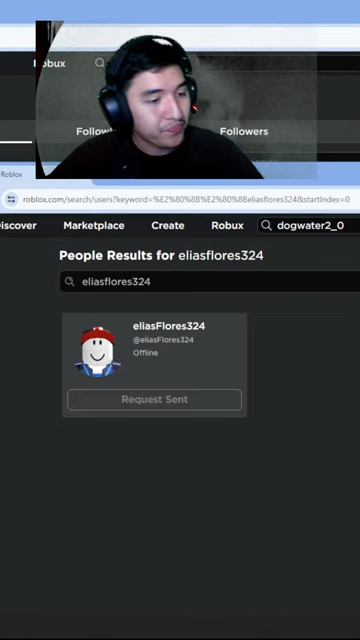 Robux
Followi
Followers
Roblox
roblox.com/search/users?keyword=%E2%80%8B%E2%80%8Beliasflores324&startIndex=0
iscover Marketplace Create Robux dogwater2_0
People Results for eliasflores324
eliasflores324
eliasFlores324
@eliasFlores324
Offline
Request Sent